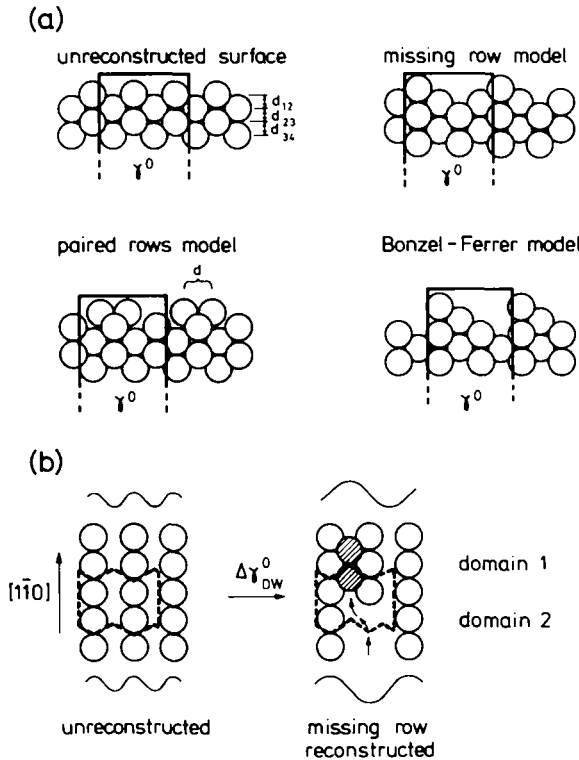 (a)
unreconstructed surface
d12
d23
d34
γ⁰
missing row model
γ⁰
paired rows model
d
γ⁰
Bonzel-Ferrer model
γ⁰
(b)
[11̄0]
Δγ⁰DW
domain 1
domain 2
unreconstructed
missing row
reconstructed